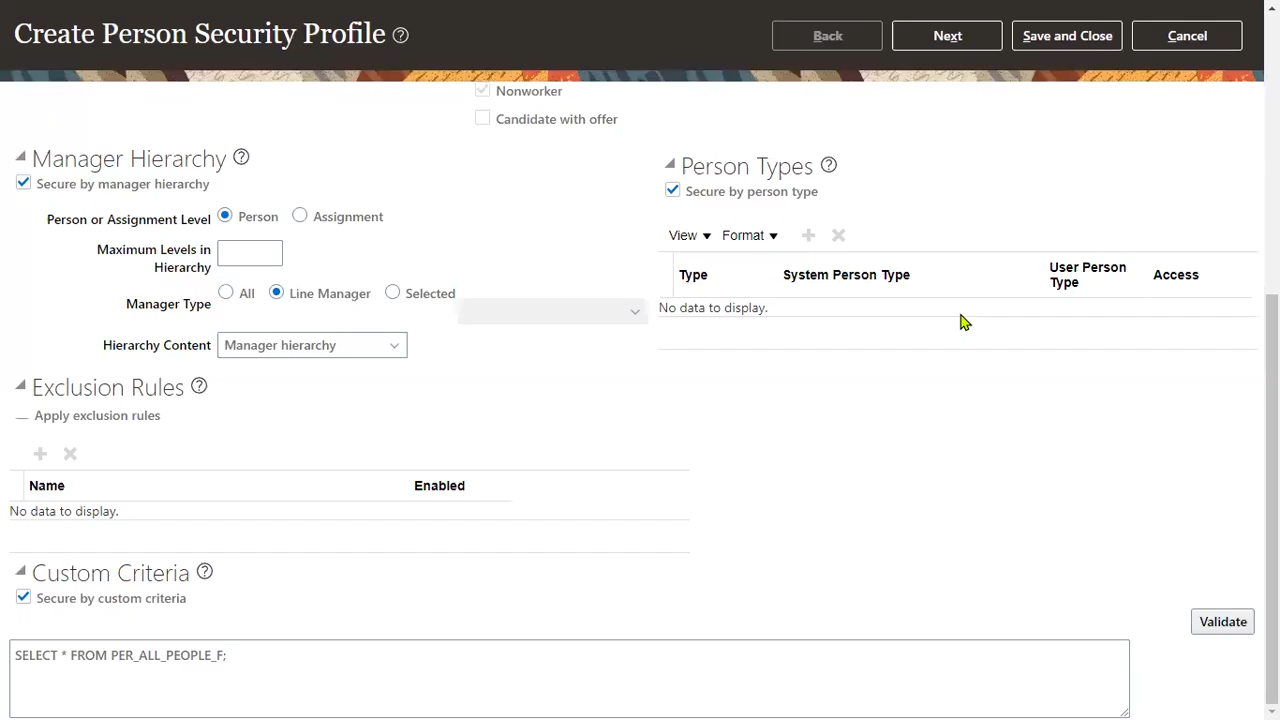 Create Person Security Profile
Back
Next
Save and Close
Cancel
Nonworker
Candidate with offer
Manager Hierarchy
Secure by manager hierarchy
Person or Assignment Level
Person
Assignment
Maximum Levels in
Hierarchy
Manager Type
All
Line Manager
Selected
Hierarchy Content
Manager hierarchy
Person Types
Secure by person type
View
Format
Type
System Person Type
User Person
Type
Access
No data to display.
Exclusion Rules
Apply exclusion rules
Name
Enabled
No data to display.
Custom Criteria
Secure by custom criteria
Validate
SELECT * FROM PER_ALL_PEOPLE_F;